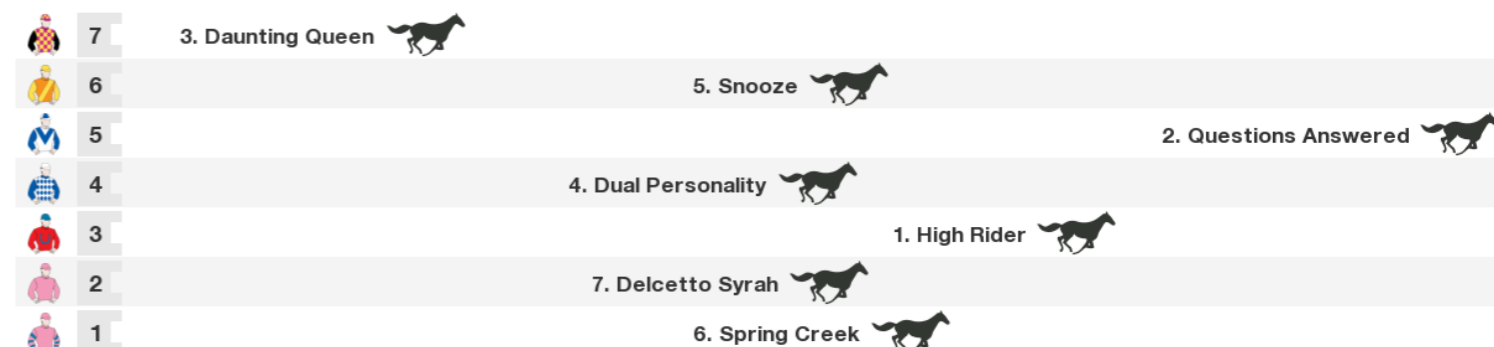 7 3. Daunting Queen
6 5. Snooze
5 2. Questions Answered
4 4. Dual Personality
3 1. High Rider
2 7. Delcetto Syrah
1 6. Spring Creek